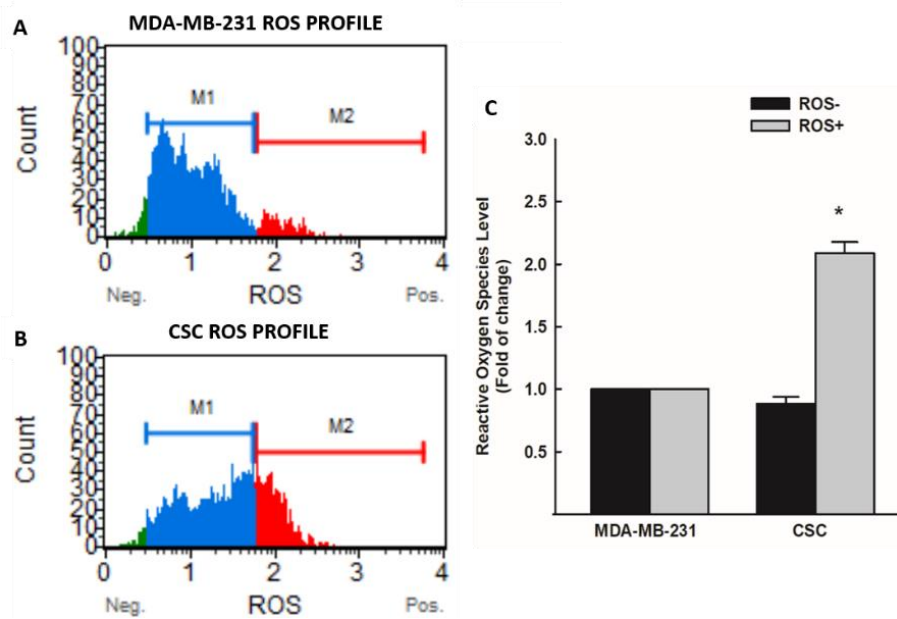 A
MDA-MB-231 ROS PROFILE
100
90
80
70
60
50
40
30
20
10
0
Count
M1
M2
0 1 2 3 4
Neg. ROS Pos.
B
CSC ROS PROFILE
100
90
80
70
60
50
40
30
20
10
0
Count
M1
M2
0 1 2 3 4
Neg. ROS Pos.
C
ROS-
ROS+
3.0
2.5
2.0
1.5
1.0
0.5
Reactive Oxygen Species Level
(Fold of change)
*
MDA-MB-231 CSC